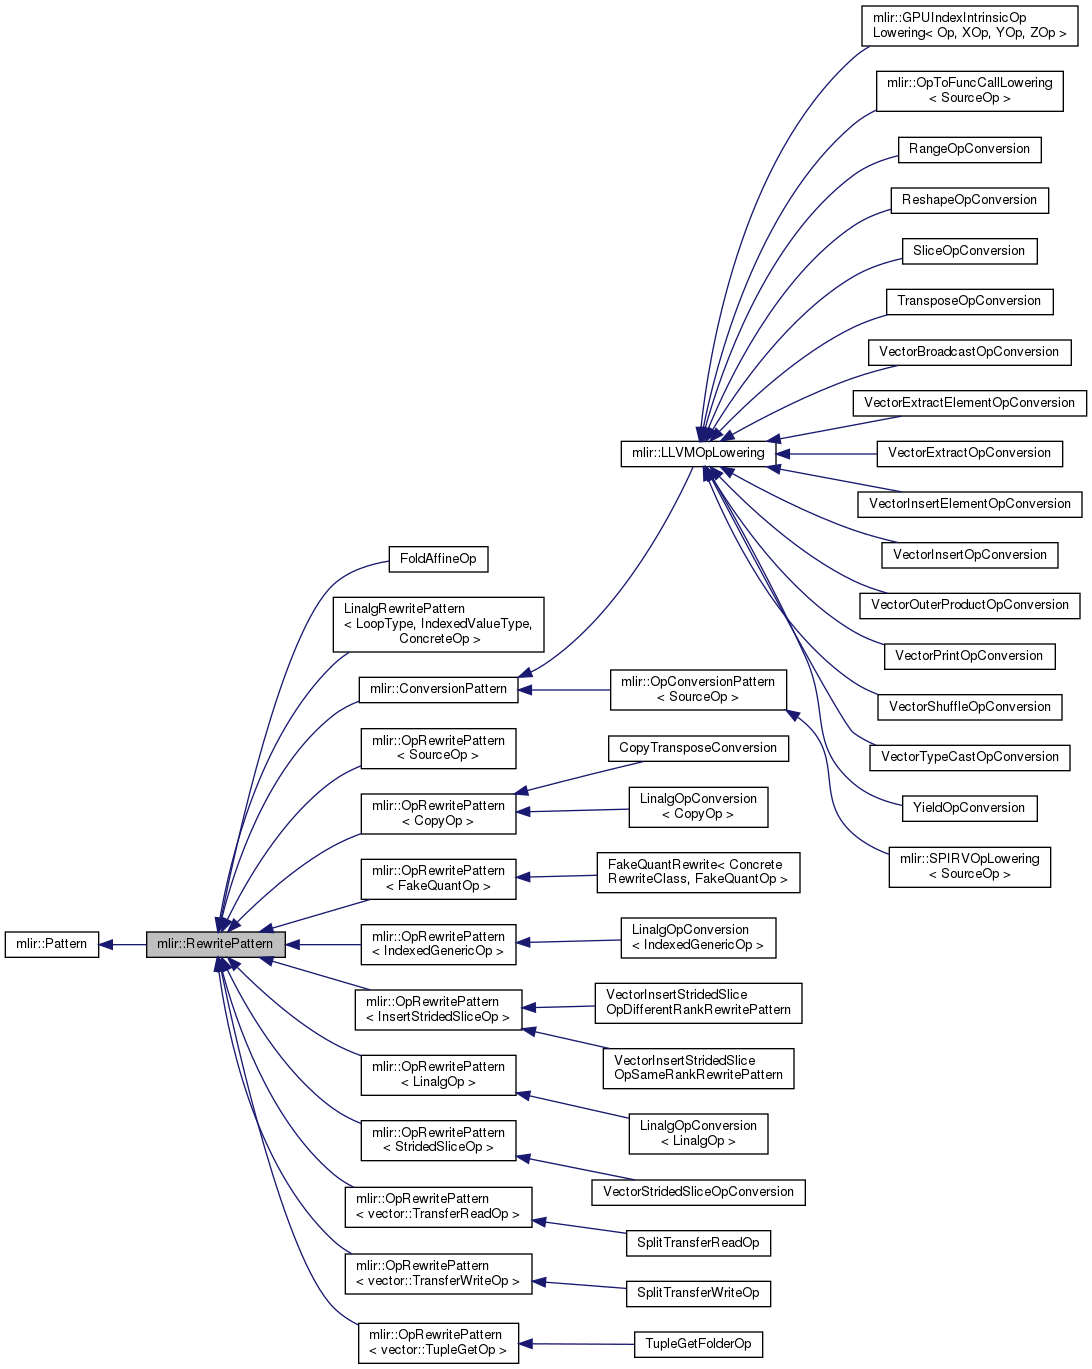 mlir::GPUIndexIntrinsicOp
Lowering< Op, XOp, YOp, ZOp >
mlir::OpToFuncCallLowering
< SourceOp >
RangeOpConversion
ReshapeOpConversion
SliceOpConversion
TransposeOpConversion
VectorBroadcastOpConversion
VectorExtractElementOpConversion
mlir::LLVMOpLowering
VectorExtractOpConversion
VectorInsertElementOpConversion
VectorInsertOpConversion
FoldAffineOp
VectorOuterProductOpConversion
LinalgRewritePattern
< LoopType, IndexedValueType,
ConcreteOp >
VectorPrintOpConversion
mlir::ConversionPattern
mlir::OpConversionPattern
< SourceOp >
VectorShuffleOpConversion
mlir::OpRewritePattern
< SourceOp >
CopyTransposeConversion
VectorTypeCastOpConversion
mlir::OpRewritePattern
< CopyOp >
LinalgOpConversion
< CopyOp >
YieldOpConversion
mlir::OpRewritePattern
< FakeQuantOp >
FakeQuantRewrite< Concrete
RewriteClass, FakeQuantOp >
mlir::SPIRVOpLowering
< SourceOp >
mlir::Pattern
mlir::RewritePattern
mlir::OpRewritePattern
< IndexedGenericOp >
LinalgOpConversion
< IndexedGenericOp >
mlir::OpRewritePattern
< InsertStridedSliceOp >
VectorInsertStridedSlice
OpDifferentRankRewritePattern
VectorInsertStridedSlice
OpSameRankRewritePattern
mlir::OpRewritePattern
< LinalgOp >
LinalgOpConversion
< LinalgOp >
mlir::OpRewritePattern
< StridedSliceOp >
VectorStridedSliceOpConversion
mlir::OpRewritePattern
< vector::TransferReadOp >
SplitTransferReadOp
mlir::OpRewritePattern
< vector::TransferWriteOp >
SplitTransferWriteOp
mlir::OpRewritePattern
< vector::TupleGetOp >
TupleGetFolderOp